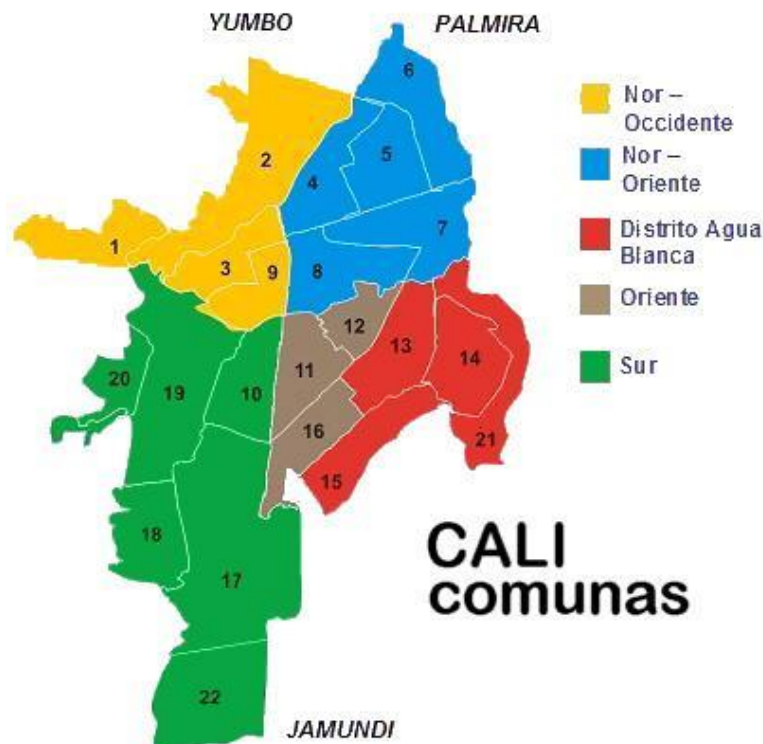 YUMBO
PALMIRA
6
Nor –
Occidente
2
5
Nor –
Oriente
4
7
1
3
9
8
Distrito Agua
Blanca
12
Oriente
13
14
11
20
19
10
Sur
16
21
15
18
CALI
comunas
17
22
JAMUNDI